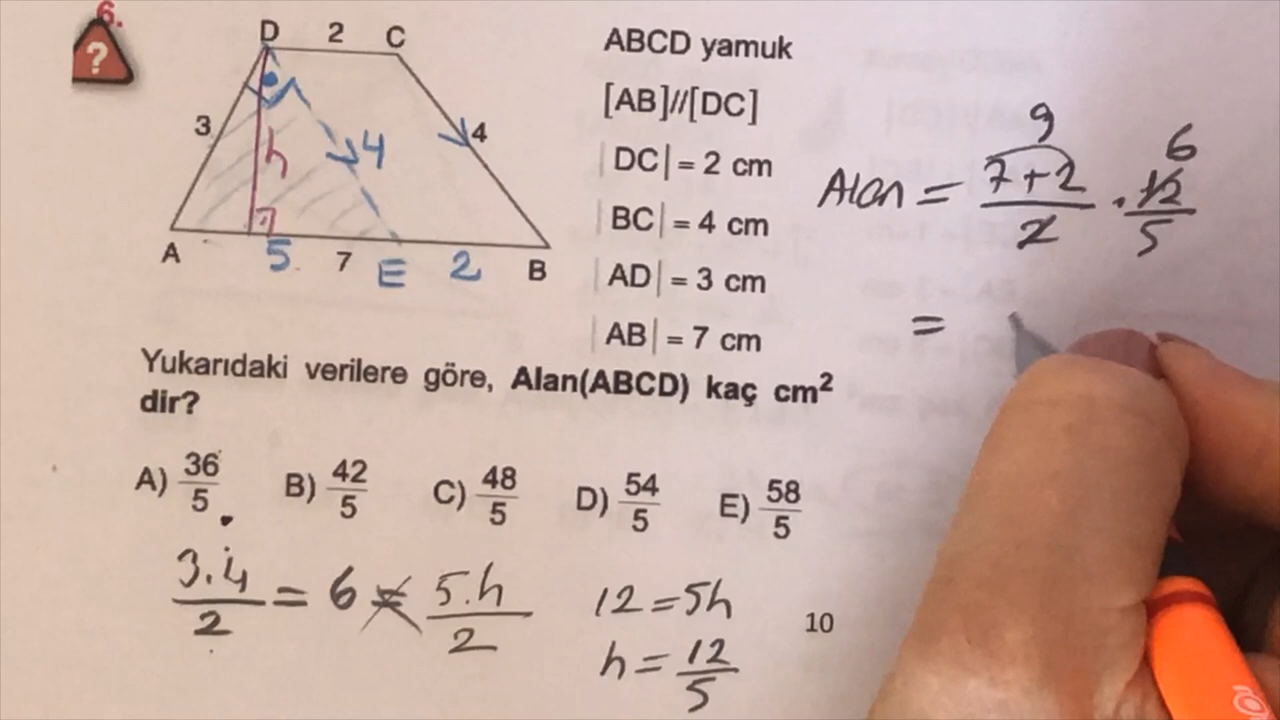 6.
?
D 2 C
3
h
4
4
A 5 7 E 2 B
ABCD yamuk
[AB]//[DC]
|DC| = 2 cm
|BC| = 4 cm
|AD| = 3 cm
|AB| = 7 cm
Alan = 7+2/2 . 12/5
9
6
=
Yukarıdaki verilere göre, Alan(ABCD) kaç cm²
dir?
A) 36/5 B) 42/5 C) 48/5 D) 54/5 E) 58/5
3.4/2 = 6 = 5.h/2
12=5h
h = 12/5
10